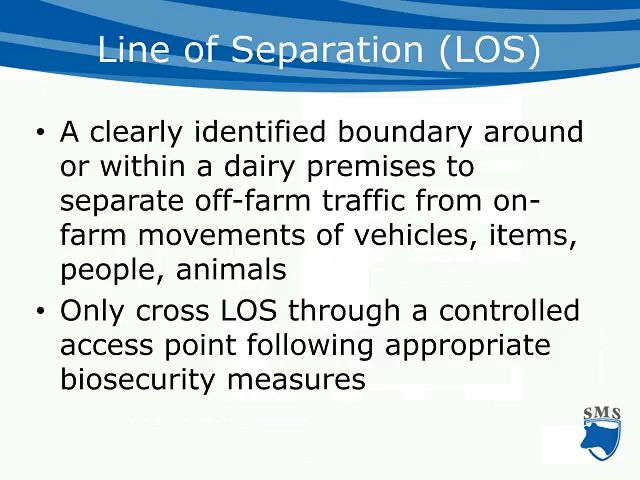 Line of Separation (LOS)
• A clearly identified boundary around
or within a dairy premises to
separate off-farm traffic from on-
farm movements of vehicles, items,
people, animals
• Only cross LOS through a controlled
access point following appropriate
biosecurity measures
SMS